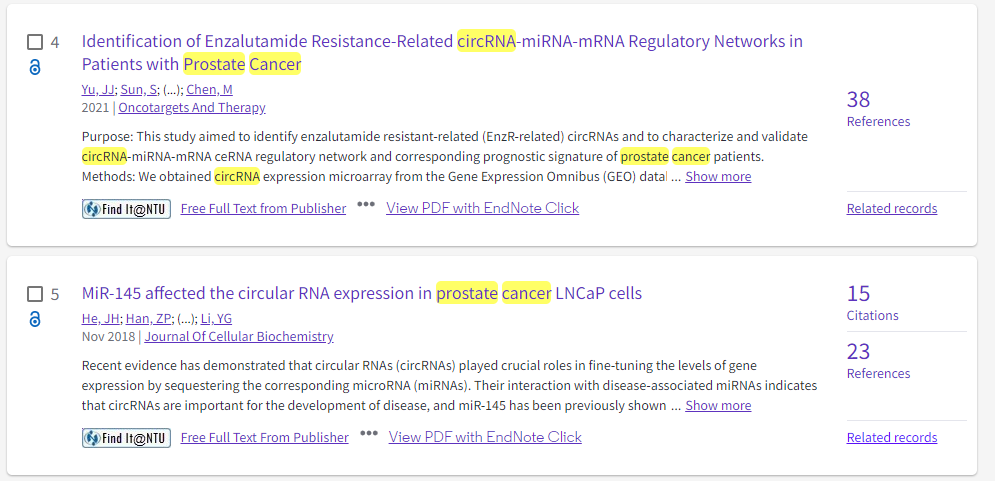 4
Identification of Enzalutamide Resistance-Related circRNA-miRNA-mRNA Regulatory Networks in
Patients with Prostate Cancer
Yu, JJ; Sun, S; (...); Chen, M
2021 | Oncotargets And Therapy
Purpose: This study aimed to identify enzalutamide resistant-related (EnzR-related) circRNAs and to characterize and validate
circRNA-miRNA-mRNA ceRNA regulatory network and corresponding prognostic signature of prostate cancer patients.
Methods: We obtained circRNA expression microarray from the Gene Expression Omnibus (GEO) ... Show more
Find It@NTU Free Full Text from Publisher ••• View PDF with EndNote Click
38
References
Related records
5
MiR-145 affected the circular RNA expression in prostate cancer LNCaP cells
He, JH; Han, ZP; (...); Li, YG
Nov 2018 | Journal Of Cellular Biochemistry
Recent evidence has demonstrated that circular RNAs (circRNAs) played crucial roles in fine-tuning the levels of gene
expression by sequestering the corresponding microRNA (miRNAs). Their interaction with disease-associated miRNAs indicates
that circRNAs are important for the development of disease, and miR-145 has been previously shown ... Show more
Find It@NTU Free Full Text From Publisher ••• View PDF with EndNote Click
15
Citations
23
References
Related records